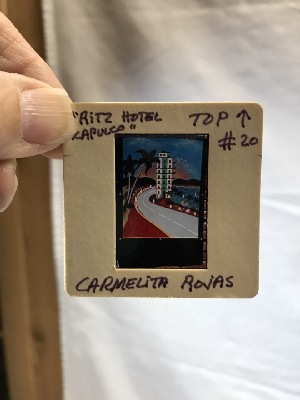 "RITZ HOTEL
CAPULCO"
TOP ↑
#20
CARMELITA ROJAS